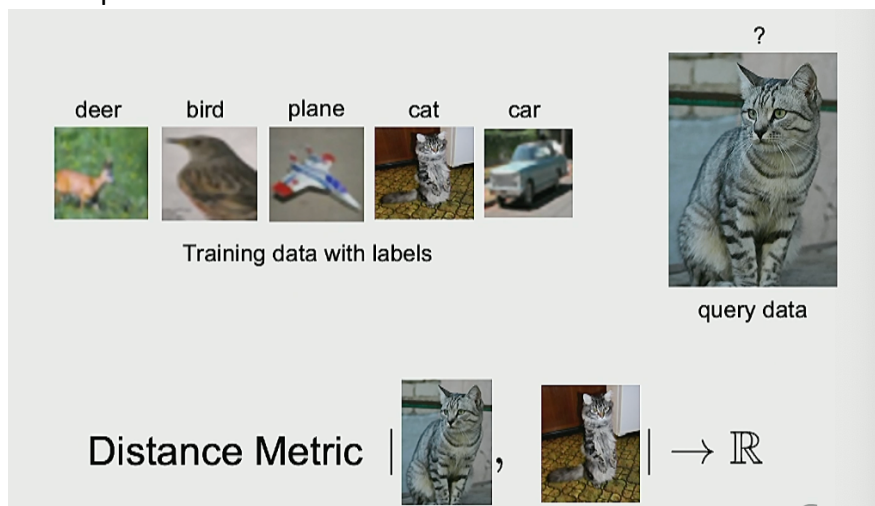 ?
deer bird plane cat car
Training data with labels
query data
Distance Metric | , | → ℝ